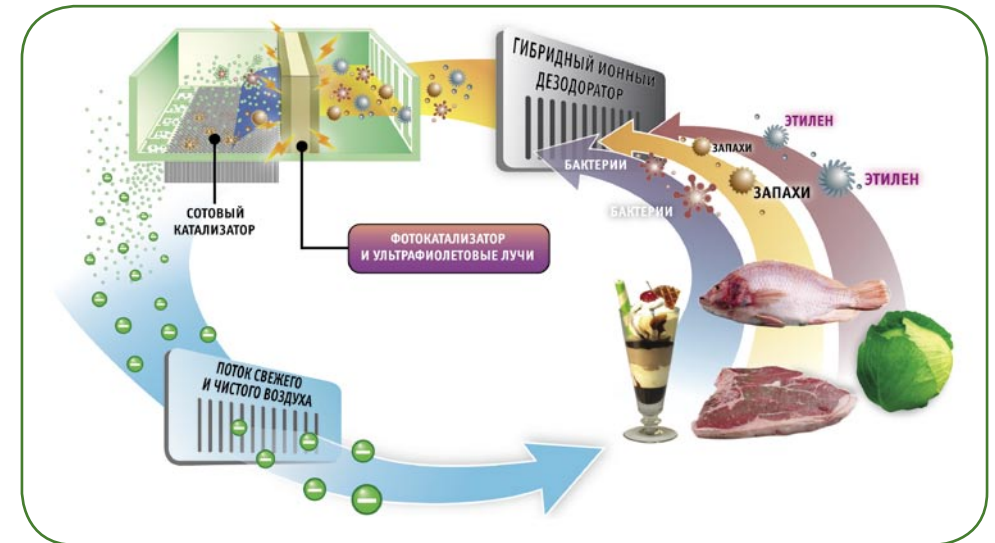 ГИБРИДНЫЙ ИОННЫЙ
ДЕЗОДОРАТОР
ЭТИЛЕН
ЗАПАХИ
БАКТЕРИИ
ЭТИЛЕН
ЗАПАХИ
БАКТЕРИИ
СОТОВЫЙ
КАТАЛИЗАТОР
ФОТОКАТАЛИЗАТОР
И УЛЬТРАФИОЛЕТОВЫЕ ЛУЧИ
ПОТОК СВЕЖЕГО
И ЧИСТОГО ВОЗДУХА